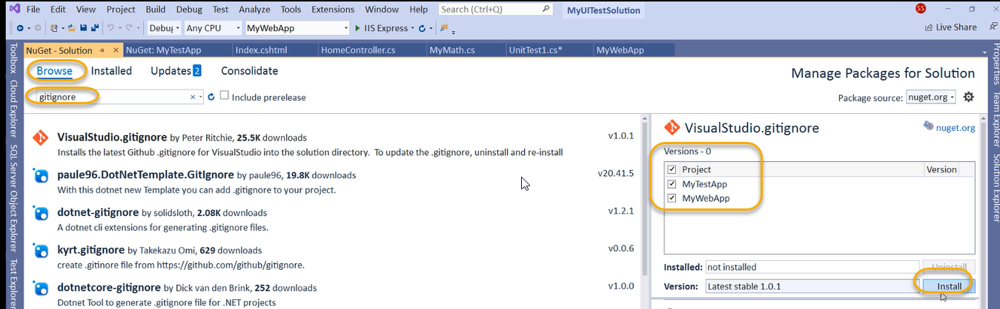 File Edit View Project Build Debug Test Analyze Tools Extensions Window Help Search (Ctrl+Q) MyUITestSolution SS
Debug Any CPU MyWebApp IIS Express Live Share
NuGet - Solution NuGet: MyTestApp Index.cshtml HomeController.cs MyMath.cs UnitTest1.cs* MyWebApp
Toolbox
Cloud Explorer
SQL Server Object Explorer
Test Explorer
Browse Installed Updates 2 Consolidate
Manage Packages for Solution
gitignore Include prerelease
Package source: nuget.org
VisualStudio.gitignore by Peter Ritchie, 25.5K downloads v1.0.1
Installs the latest Github .gitignore for VisualStudio into the solution directory. To update the .gitignore, uninstall and re-install
paule96.DotNetTemplate.GitIgnore by paule96, 19.8K downloads v20.41.5
With this dotnet new Template you can add .gitignore to your project.
dotnet-gitignore by solidsloth, 2.08K downloads v1.2.1
A dotnet cli extensions for generating .gitignore files.
kyrt.gitignore by Takekazu Omi, 629 downloads v0.0.6
create .gitinore file from https://github.com/github/gitignore.
dotnetcore-gitignore by Dick van den Brink, 252 downloads v1.0.0
Dotnet Tool to generate .gitignore file for .NET projects
VisualStudio.gitignore nuget.org
Versions - 0
Project Version
MyTestApp
MyWebApp
Installed: not installed Uninstall
Version: Latest stable 1.0.1 Install
Properties
Team Explorer
Solution Explorer